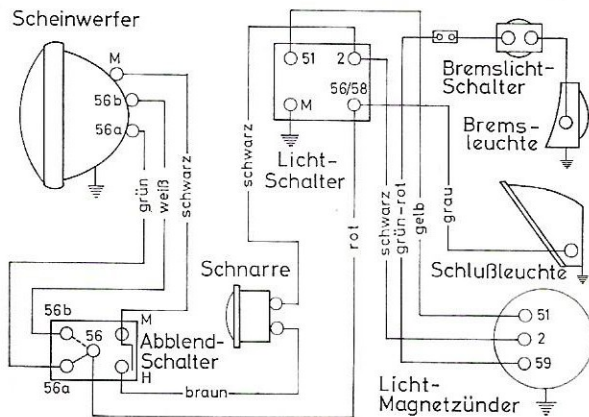 Scheinwerfer
M
56b
56a
grün
weiß
schwarz
56b
56
M
56a
H
Abblend-
Schalter
braun
Schnarre
schwarz
51
2
M
56/58
Licht-
Schalter
rot
schwarz
grün-rot
gelb
grau
Bremslicht-
Schalter
Brems-
leuchte
Schlußleuchte
51
2
59
Licht-
Magnetzünder